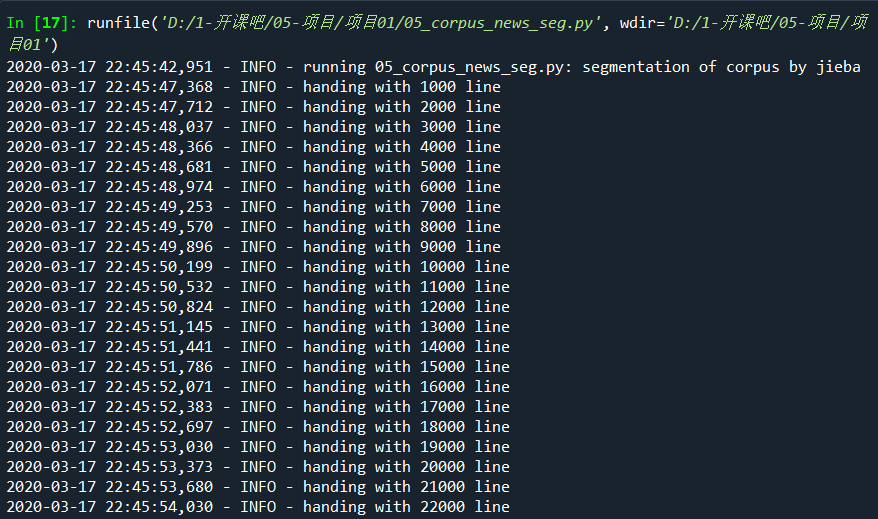 In [17]: runfile('D:/1-开课吧/05-项目/项目01/05_corpus_news_seg.py', wdir='D:/1-开课吧/05-项目/项
目01')
2020-03-17 22:45:42,951 - INFO - running 05_corpus_news_seg.py: segmentation of corpus by jieba
2020-03-17 22:45:47,368 - INFO - handing with 1000 line
2020-03-17 22:45:47,712 - INFO - handing with 2000 line
2020-03-17 22:45:48,037 - INFO - handing with 3000 line
2020-03-17 22:45:48,366 - INFO - handing with 4000 line
2020-03-17 22:45:48,681 - INFO - handing with 5000 line
2020-03-17 22:45:48,974 - INFO - handing with 6000 line
2020-03-17 22:45:49,253 - INFO - handing with 7000 line
2020-03-17 22:45:49,570 - INFO - handing with 8000 line
2020-03-17 22:45:49,896 - INFO - handing with 9000 line
2020-03-17 22:45:50,199 - INFO - handing with 10000 line
2020-03-17 22:45:50,532 - INFO - handing with 11000 line
2020-03-17 22:45:50,824 - INFO - handing with 12000 line
2020-03-17 22:45:51,145 - INFO - handing with 13000 line
2020-03-17 22:45:51,441 - INFO - handing with 14000 line
2020-03-17 22:45:51,786 - INFO - handing with 15000 line
2020-03-17 22:45:52,071 - INFO - handing with 16000 line
2020-03-17 22:45:52,383 - INFO - handing with 17000 line
2020-03-17 22:45:52,697 - INFO - handing with 18000 line
2020-03-17 22:45:53,030 - INFO - handing with 19000 line
2020-03-17 22:45:53,373 - INFO - handing with 20000 line
2020-03-17 22:45:53,680 - INFO - handing with 21000 line
2020-03-17 22:45:54,030 - INFO - handing with 22000 line